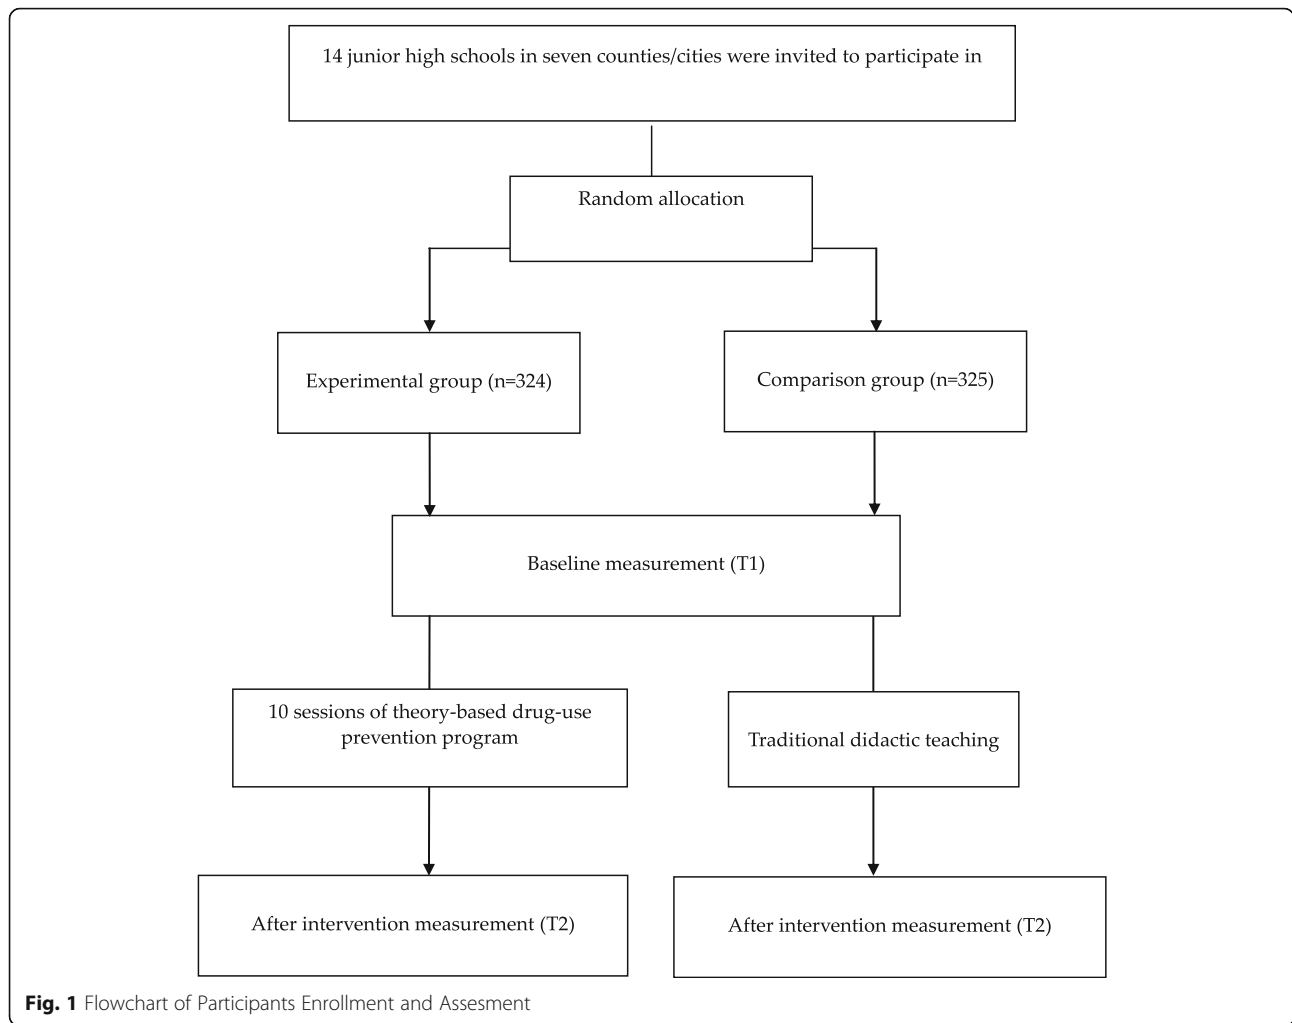 14 junior high schools in seven counties/cities were invited to participate in
Random allocation
Experimental group (n=324)
Comparison group (n=325)
Baseline measurement (T1)
10 sessions of theory-based drug-use
prevention program
Traditional didactic teaching
After intervention measurement (T2)
After intervention measurement (T2)
Fig. 1 Flowchart of Participants Enrollment and Assesment